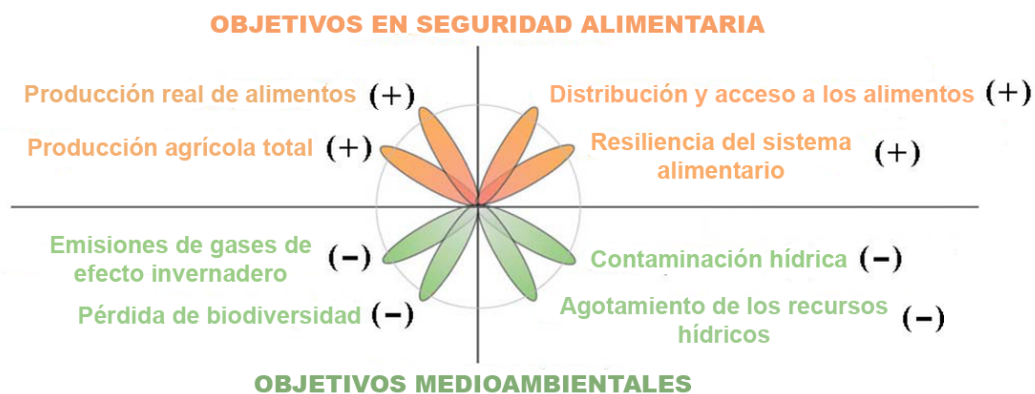 OBJETIVOS EN SEGURIDAD ALIMENTARIA
Producción real de alimentos (+)
Distribución y acceso a los alimentos (+)
Producción agrícola total (+)
Resiliencia del sistema
alimentario (+)
Emisiones de gases de
efecto invernadero (-)
Contaminación hídrica (-)
Pérdida de biodiversidad (-)
Agotamiento de los recursos
hídricos (-)
OBJETIVOS MEDIOAMBIENTALES